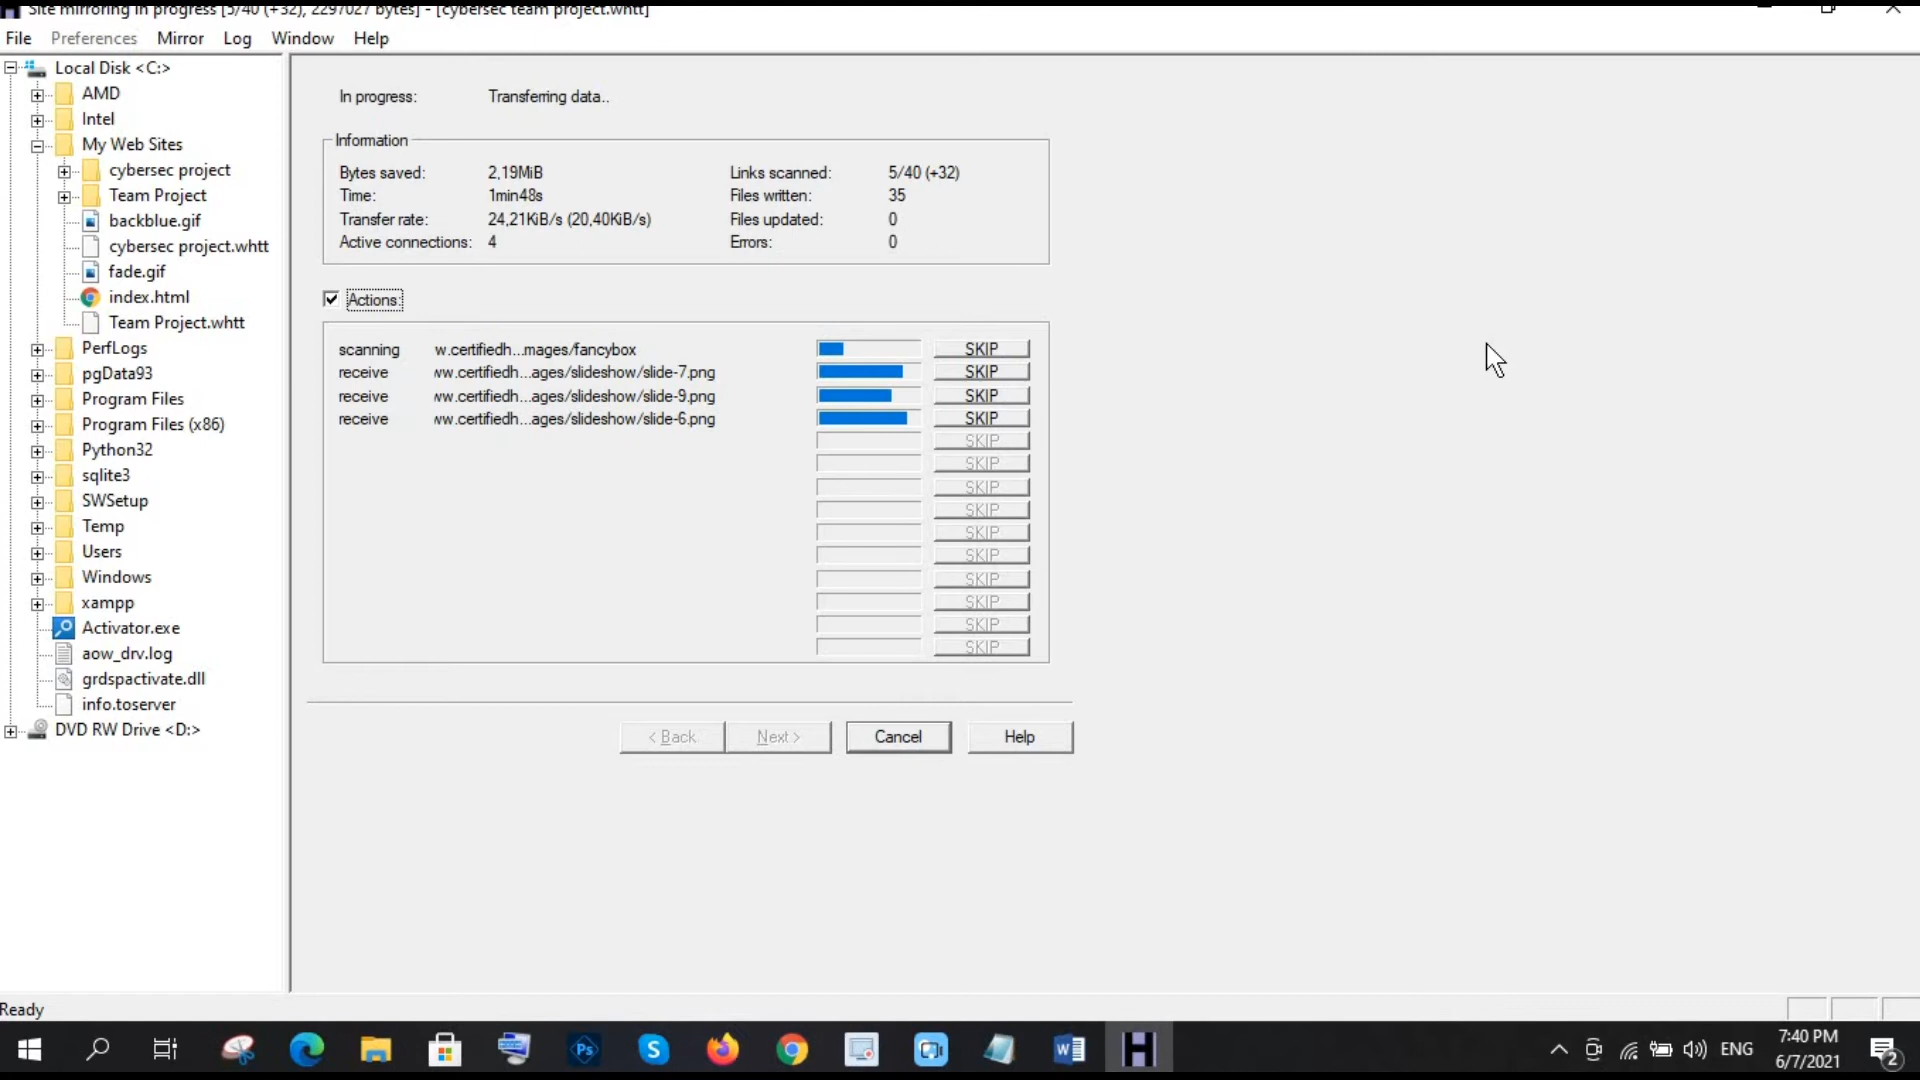 Site mirroring in progress [5/40 (+32), 2297027 bytes] - [cybersec team project.whtt]
File Preferences Mirror Log Window Help
Local Disk <C:>
AMD
Intel
My Web Sites
cybersec project
Team Project
backblue.gif
cybersec project.whtt
fade.gif
index.html
Team Project.whtt
PerfLogs
pgData93
Program Files
Program Files (x86)
Python32
sqlite3
SWSetup
Temp
Users
Windows
xampp
Activator.exe
aow_drv.log
grdspactivate.dll
info.toserver
DVD RW Drive <D:>
In progress: Transferring data..
Information
Bytes saved: 2,19MiB Links scanned: 5/40 (+32)
Time: 1min48s Files written: 35
Transfer rate: 24,21KiB/s (20,40KiB/s) Files updated: 0
Active connections: 4 Errors: 0
Actions:
scanning w.certifiedh...mages/fancybox SKIP
receive ww.certifiedh...ages/slideshow/slide-7.png SKIP
receive ww.certifiedh...ages/slideshow/slide-9.png SKIP
receive ww.certifiedh...ages/slideshow/slide-6.png SKIP
SKIP
SKIP
SKIP
SKIP
SKIP
SKIP
SKIP
SKIP
SKIP
SKIP
< Back Next > Cancel Help
Ready
Ps W ENG 7:40 PM
6/7/2021 2